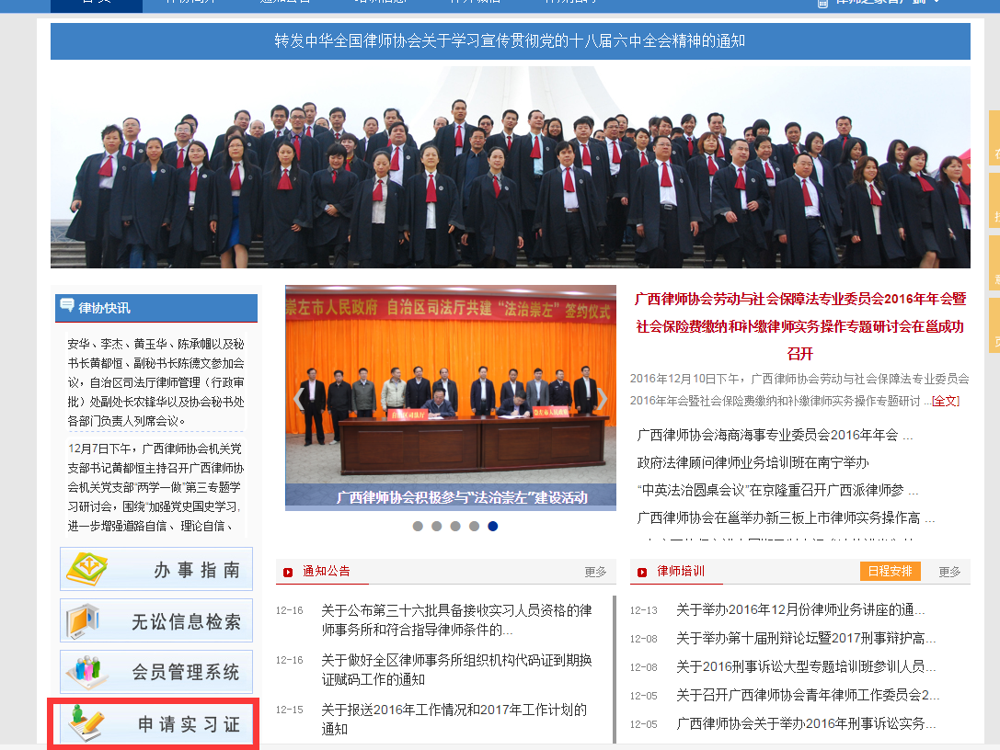 转发中华全国律师协会关于学习宣传贯彻党的十八届六中全会精神的通知
律协快讯
安华、李杰、黄玉华、陈承帼以及秘
书长黄都恒、副秘书长陈德文参加会
议，自治区司法厅律师管理（行政审
批）处副处长农锋华以及协会秘书处
各部门负责人列席会议。
12月7日下午，广西律师协会机关党
支部书记黄都恒主持召开广西律师协
会机关党支部“两学一做”第三专题学
习研讨会，围绕“加强党史国史学习,
进一步增强道路自信、理论自信、
办事指南
无讼信息检索
会员管理系统
申请实习证
崇左市人民政府 自治区司法厅共建“法治崇左”签约仪式
自治区司法厅
崇左市人民政府
广西律师协会积极参与“法治崇左”建设活动
广西律师协会劳动与社会保障法专业委员会2016年年会暨
社会保险费缴纳和补缴律师实务操作专题研讨会在邕成功
召开
2016年12月10日下午，广西律师协会劳动与社会保障法专业委员会
2016年年会暨社会保险费缴纳和补缴律师实务操作专题研讨 ...[全文]
广西律师协会海商海事专业委员会2016年年会 ...
政府法律顾问律师业务培训班在南宁举办
“中英法治圆桌会议”在京隆重召开广西派律师参 ...
广西律师协会在邕举办新三板上市律师实务操作高 ...
通知公告
更多
12-16 关于公布第三十六批具备接收实习人员资格的律
师事务所和符合指导律师条件的...
12-16 关于做好全区律师事务所组织机构代码证到期换
证赋码工作的通知
12-15 关于报送2016年工作情况和2017年工作计划的
通知
律师培训
日程安排
更多
12-13 关于举办2016年12月份律师业务讲座的通...
12-08 关于举办第十届刑辩论坛暨2017刑事辩护高...
12-08 关于2016刑事诉讼大型专题培训班参训人员...
12-05 关于召开广西律师协会青年律师工作委员会2...
12-05 广西律师协会关于举办2016年刑事诉讼实务...